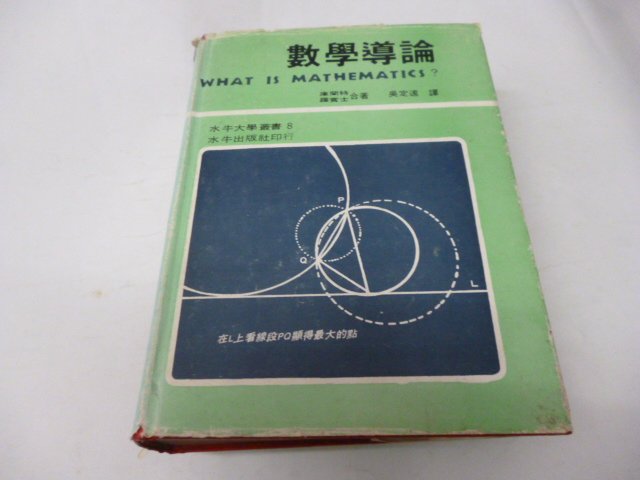 數學導論
WHAT IS MATHEMATICS?
庫蘭特
羅賓士 合著 吳定遠 譯
水牛大學叢書 8
水牛出版社印行
P
Q
L
在L上看線段PQ顯得最大的點